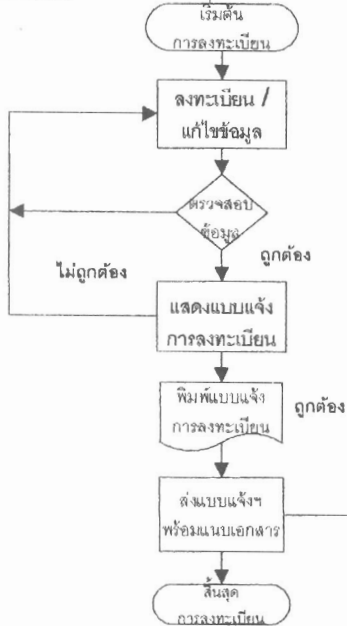 เริ่มต้น
การลงทะเบียน
ลงทะเบียน /
แก้ไขข้อมูล
ตรวจสอบ
ข้อมูล
ถูกต้อง
ไม่ถูกต้อง
แสดงแบบแจ้ง
การลงทะเบียน
พิมพ์แบบแจ้ง
การลงทะเบียน
ถูกต้อง
ส่งแบบแจ้งฯ
พร้อมแนบเอกสาร
สิ้นสุด
การลงทะเบียน